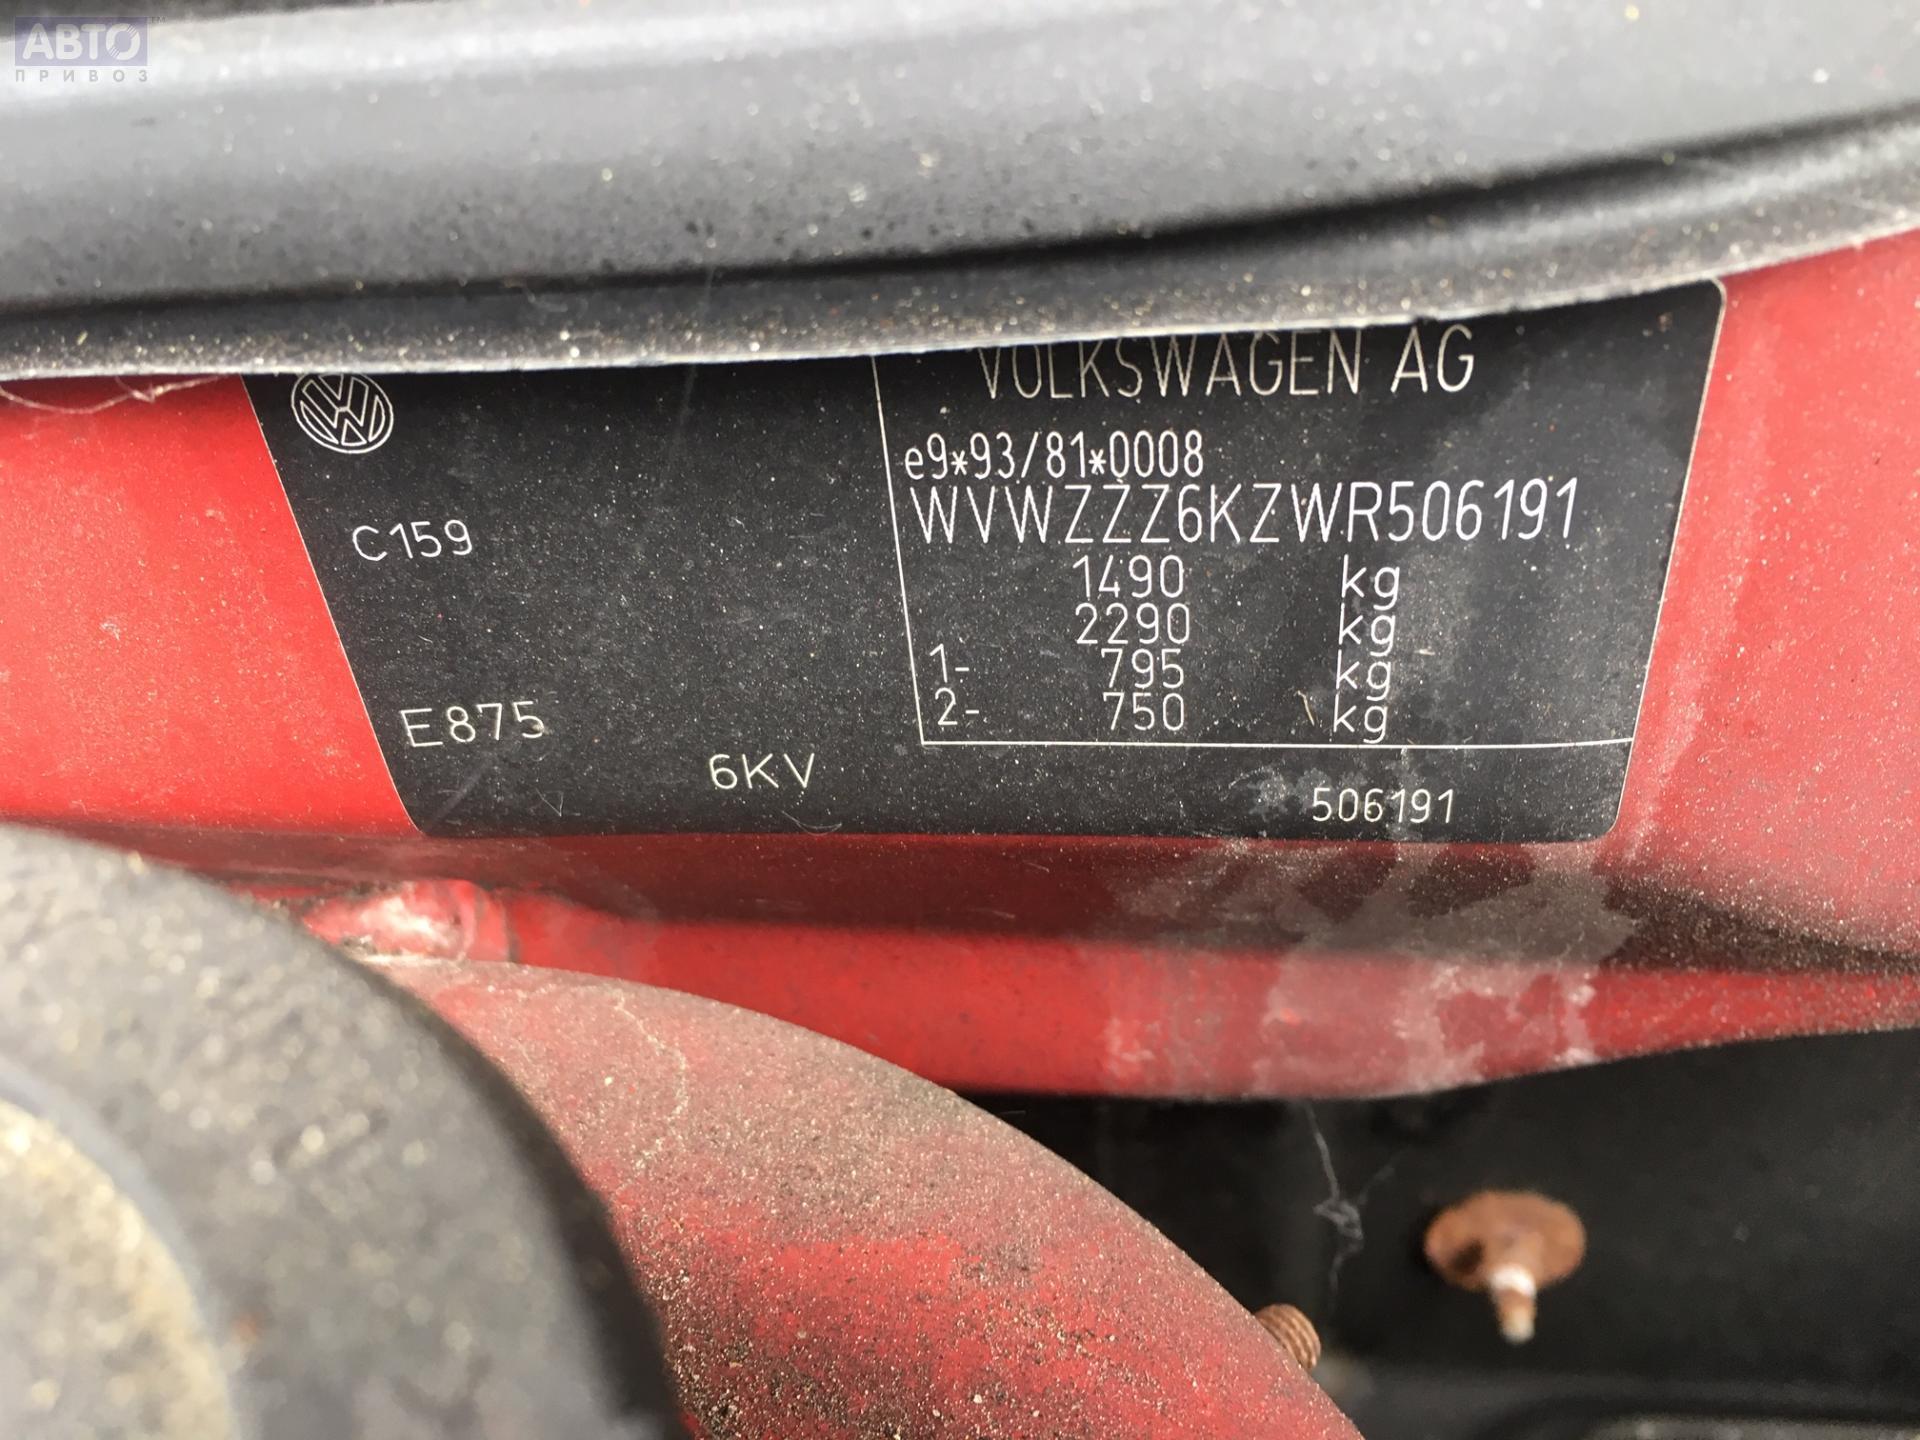 АВТО™
ПРИВОЗ
VOLKSWAGEN AG
e9*93/81*0008
WVWZZZ6KZWR506191
C159
1490 kg
2290 kg
1- 795 kg
2- 750 kg
E875
6KV
506191